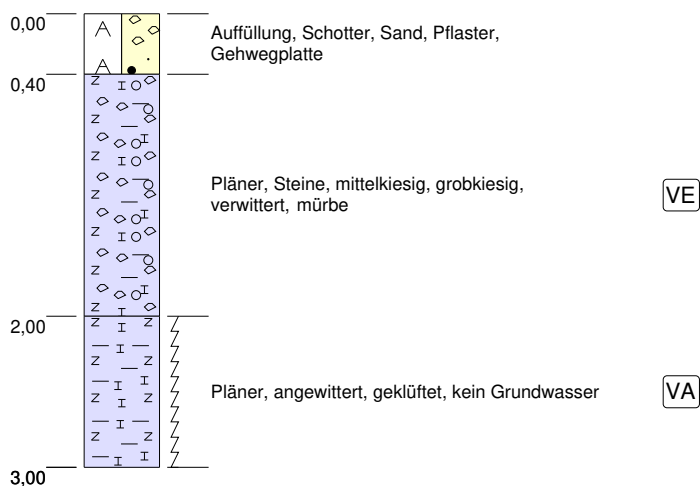 0,00
Auffüllung, Schotter, Sand, Pflaster,
Gehwegplatte
0,40
Pläner, Steine, mittelkiesig, grobkiesig,
verwittert, mürbe
VE
2,00
Pläner, angewittert, geklüftet, kein Grundwasser
VA
3,00